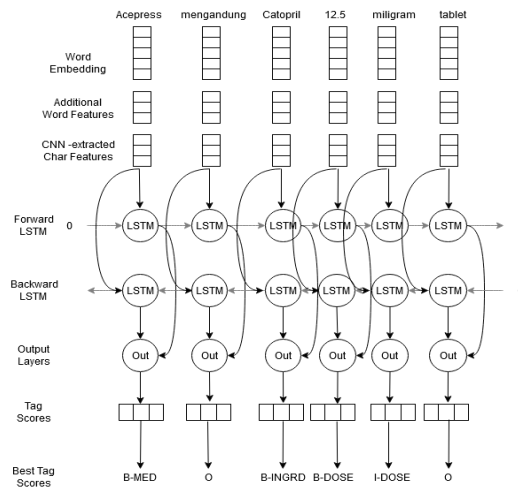 Acepress mengandung Catopril 12.5 miligram tablet
Word
Embedding
Additional
Word Features
CNN -extracted
Char Features
Forward
LSTM
0 LSTM LSTM LSTM LSTM LSTM LSTM
Backward
LSTM
LSTM LSTM LSTM LSTM LSTM LSTM
Output
Layers
Out Out Out Out Out Out
Tag
Scores
Best Tag
Scores
B-MED O B-INGRD B-DOSE I-DOSE O